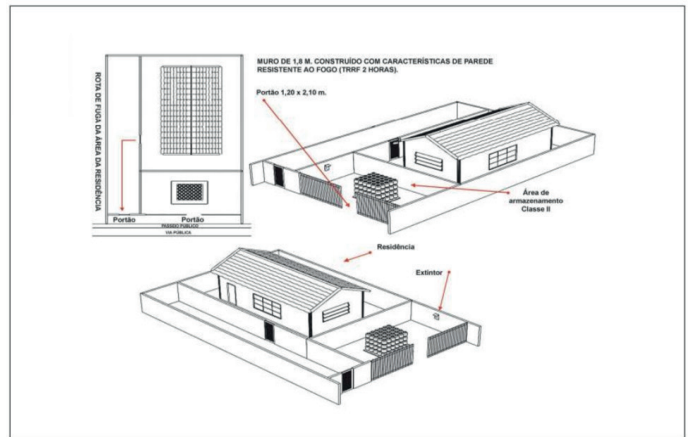 MURO DE 1,8 M. CONSTRUÍDO COM CARACTERÍSTICAS DE PAREDE
RESISTENTE AO FOGO (TRRF 2 HORAS).
Portão 1,20 x 2,10 m.
ROTA DE FUGA DA ÁREA DA RESIDÊNCIA
Área de
armazenamento
Classe II
Portão
Portão
PASSEIO PÚBLICO
VIA PÚBLICA
Residência
Extintor